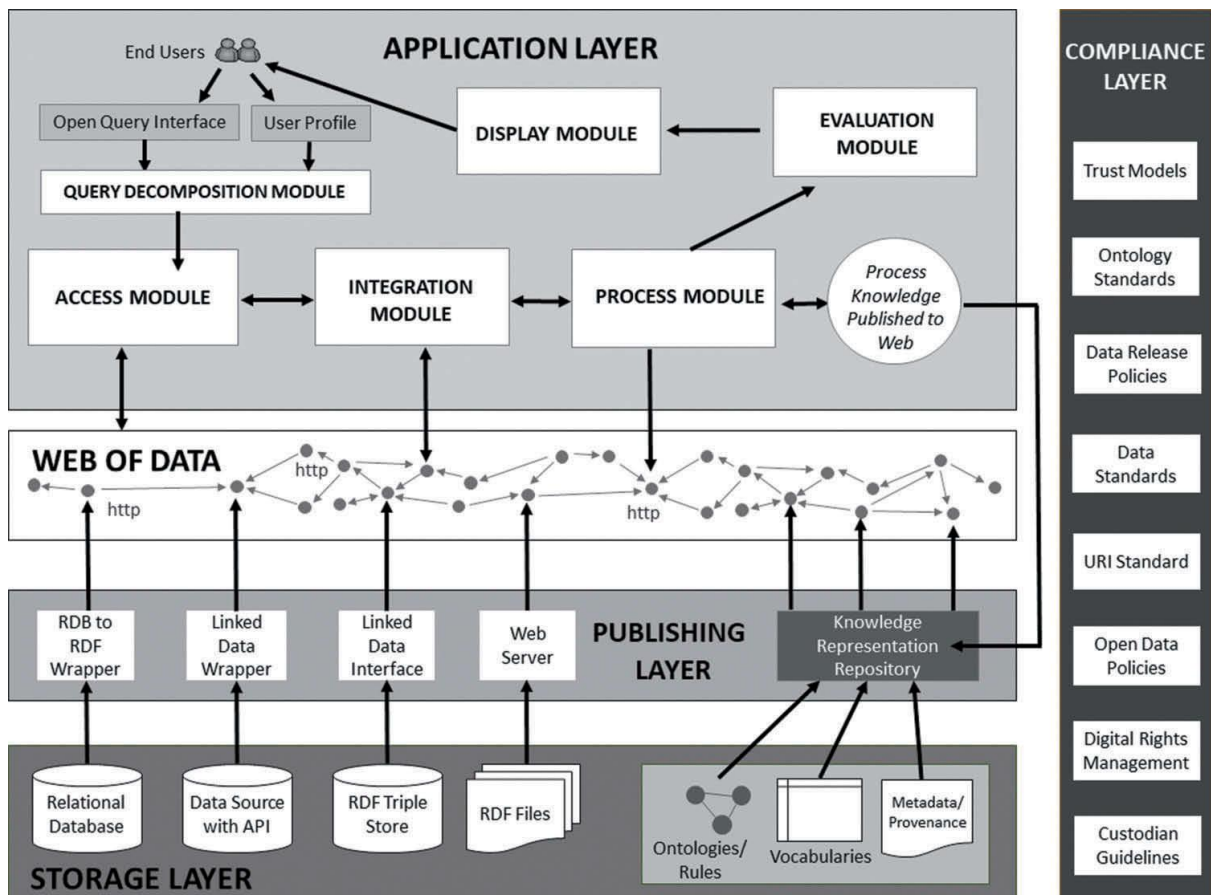 APPLICATION LAYER
End Users
Open Query Interface
User Profile
QUERY DECOMPOSITION MODULE
DISPLAY MODULE
EVALUATION
MODULE
ACCESS MODULE
INTEGRATION
MODULE
PROCESS MODULE
Process
Knowledge
Published to
Web
WEB OF DATA
http
http
http
RDB to
RDF
Wrapper
Linked
Data
Wrapper
Linked
Data
Interface
Web
Server
PUBLISHING
LAYER
Knowledge
Representation
Repository
Relational
Database
Data Source
with API
RDF Triple
Store
RDF Files
Ontologies/
Rules
Vocabularies
Metadata/
Provenance
STORAGE LAYER
COMPLIANCE
LAYER
Trust Models
Ontology
Standards
Data Release
Policies
Data
Standards
URI Standard
Open Data
Policies
Digital Rights
Management
Custodian
Guidelines